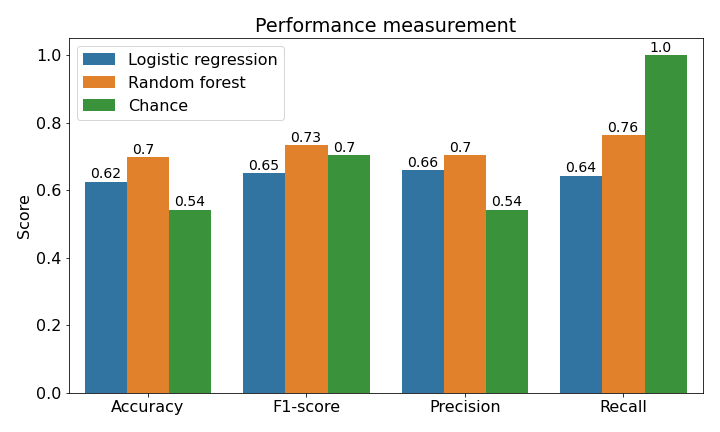 Performance measurement
Logistic regression
Random forest
Chance
Score
1.0
0.8
0.6
0.4
0.2
0.0
0.62
0.7
0.54
0.65
0.73
0.7
0.66
0.7
0.54
0.64
0.76
1.0
Accuracy
F1-score
Precision
Recall